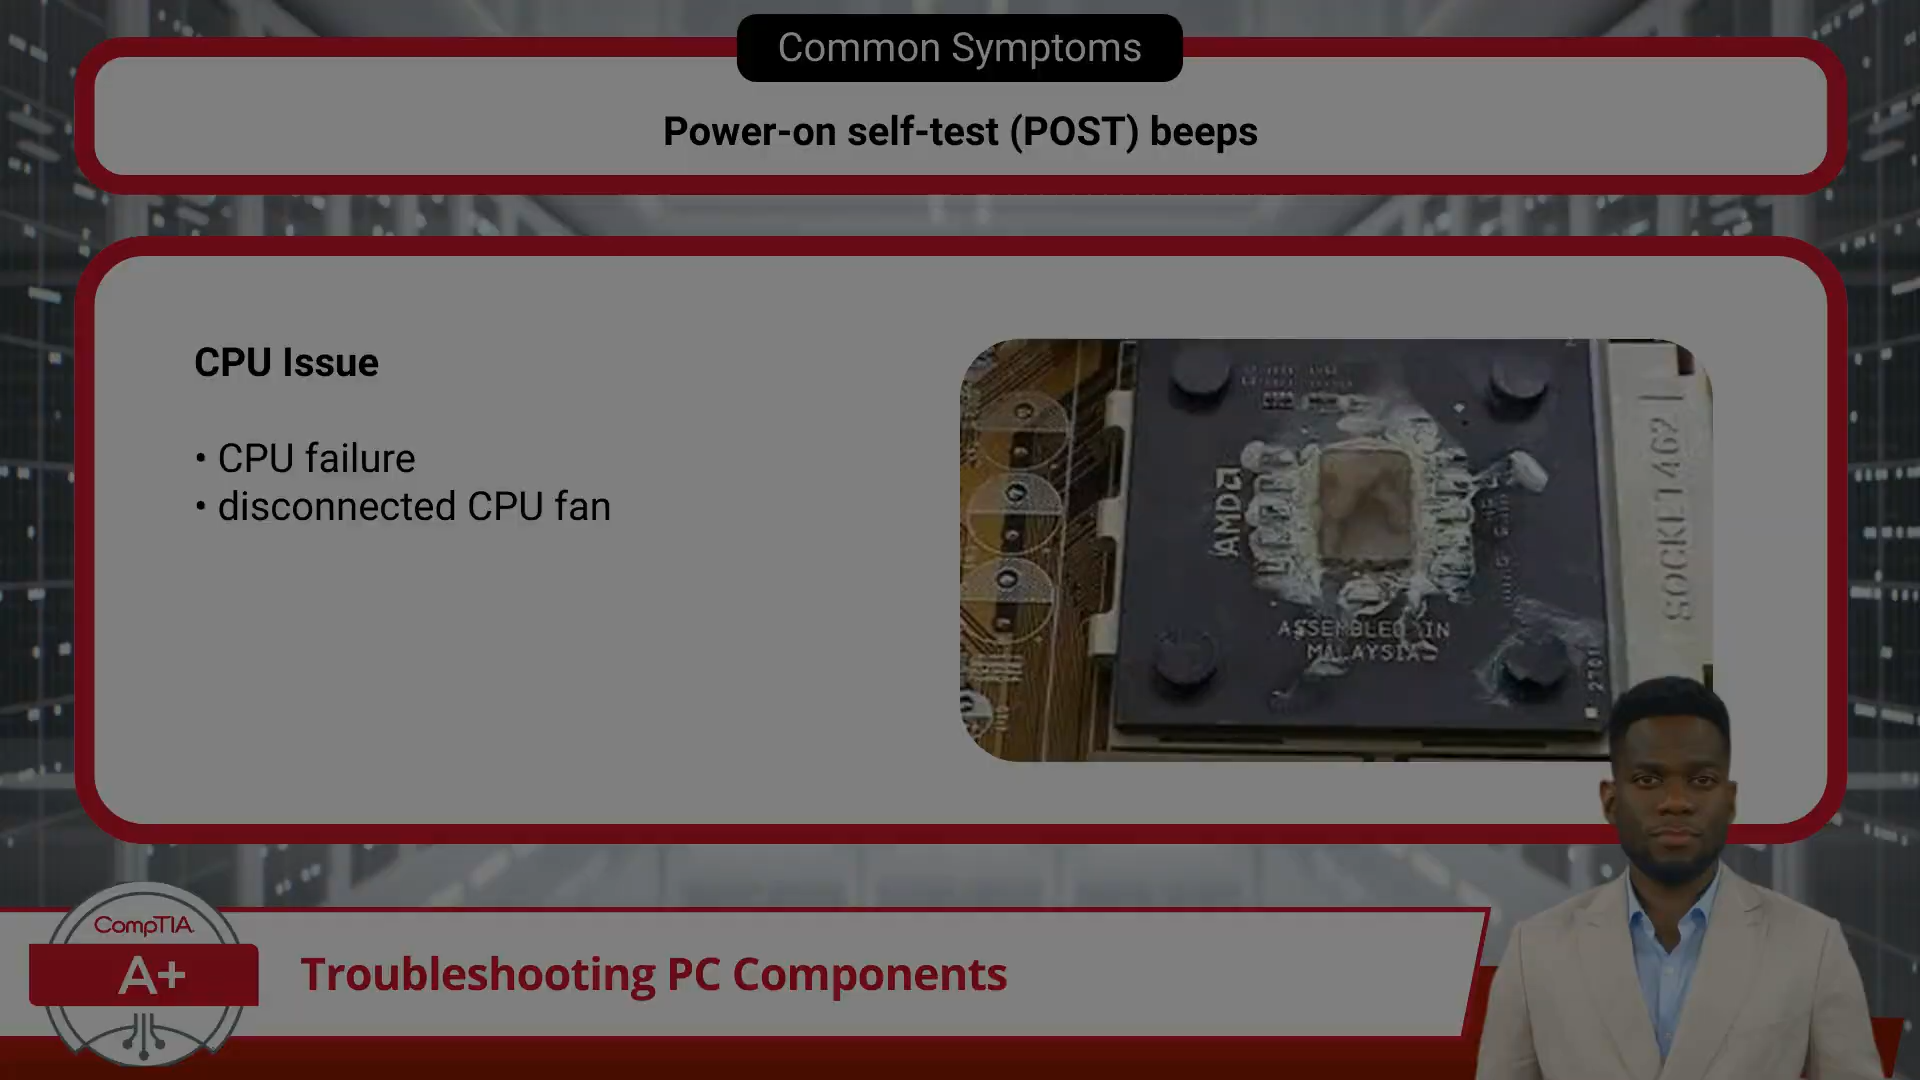 Common Symptoms
Power-on self-test (POST) beeps
CPU Issue
• CPU failure
• disconnected CPU fan
AMD
ASSEMBLED IN
MALAYSIA
SOCKET 462
CompTIA
A+
Troubleshooting PC Components